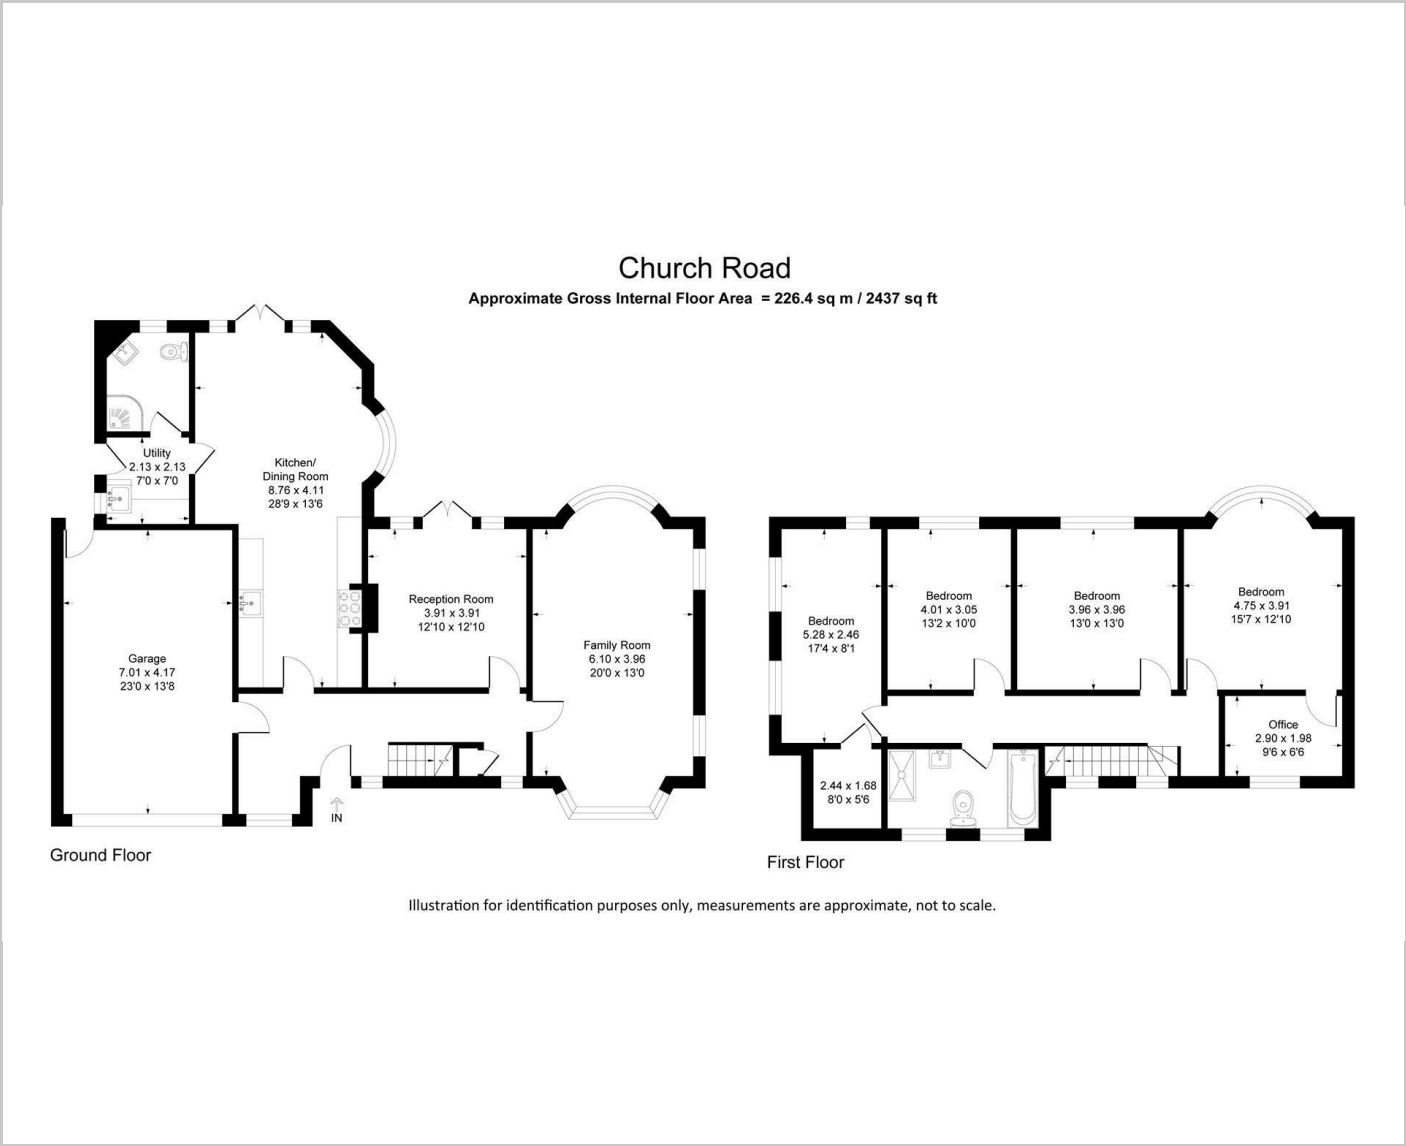 Church Road
Approximate Gross Internal Floor Area = 226.4 sq m / 2437 sq ft
Utility
2.13 x 2.13
7'0 x 7'0
Kitchen/
Dining Room
8.76 x 4.11
28'9 x 13'6
Reception Room
3.91 x 3.91
12'10 x 12'10
Family Room
6.10 x 3.96
20'0 x 13'0
Garage
7.01 x 4.17
23'0 x 13'8
IN
Ground Floor
Bedroom
5.28 x 2.46
17'4 x 8'1
Bedroom
4.01 x 3.05
13'2 x 10'0
Bedroom
3.96 x 3.96
13'0 x 13'0
Bedroom
4.75 x 3.91
15'7 x 12'10
Office
2.90 x 1.98
9'6 x 6'6
2.44 x 1.68
8'0 x 5'6
First Floor
Illustration for identification purposes only, measurements are approximate, not to scale.